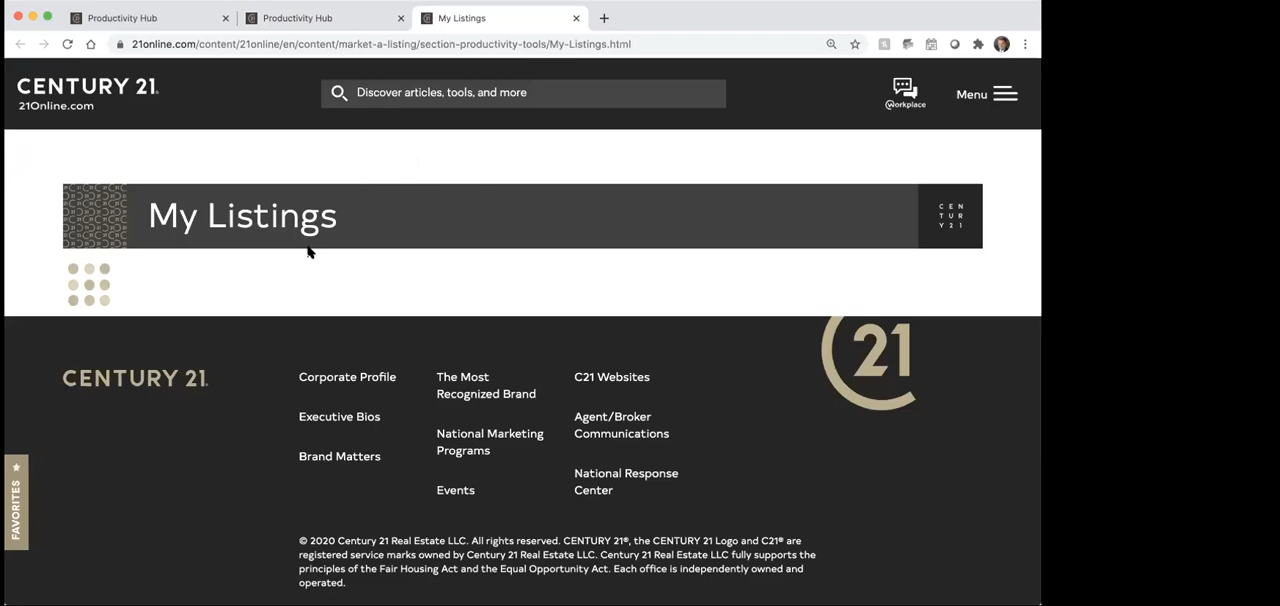 Productivity Hub
Productivity Hub
My Listings
21online.com/content/21online/en/content/market-a-listing/section-productivity-tools/My-Listings.html
CENTURY 21.
21Online.com
Discover articles, tools, and more
@workplace
Menu
My Listings
CEN
TUR
Y21
21
CENTURY 21.
Corporate Profile
Executive Bios
Brand Matters
The Most
Recognized Brand
National Marketing
Programs
Events
C21 Websites
Agent/Broker
Communications
National Response
Center
FAVORITES
© 2020 Century 21 Real Estate LLC. All rights reserved. CENTURY 21®, the CENTURY 21 Logo and C21® are
registered service marks owned by Century 21 Real Estate LLC. Century 21 Real Estate LLC fully supports the
principles of the Fair Housing Act and the Equal Opportunity Act. Each office is independently owned and
operated.